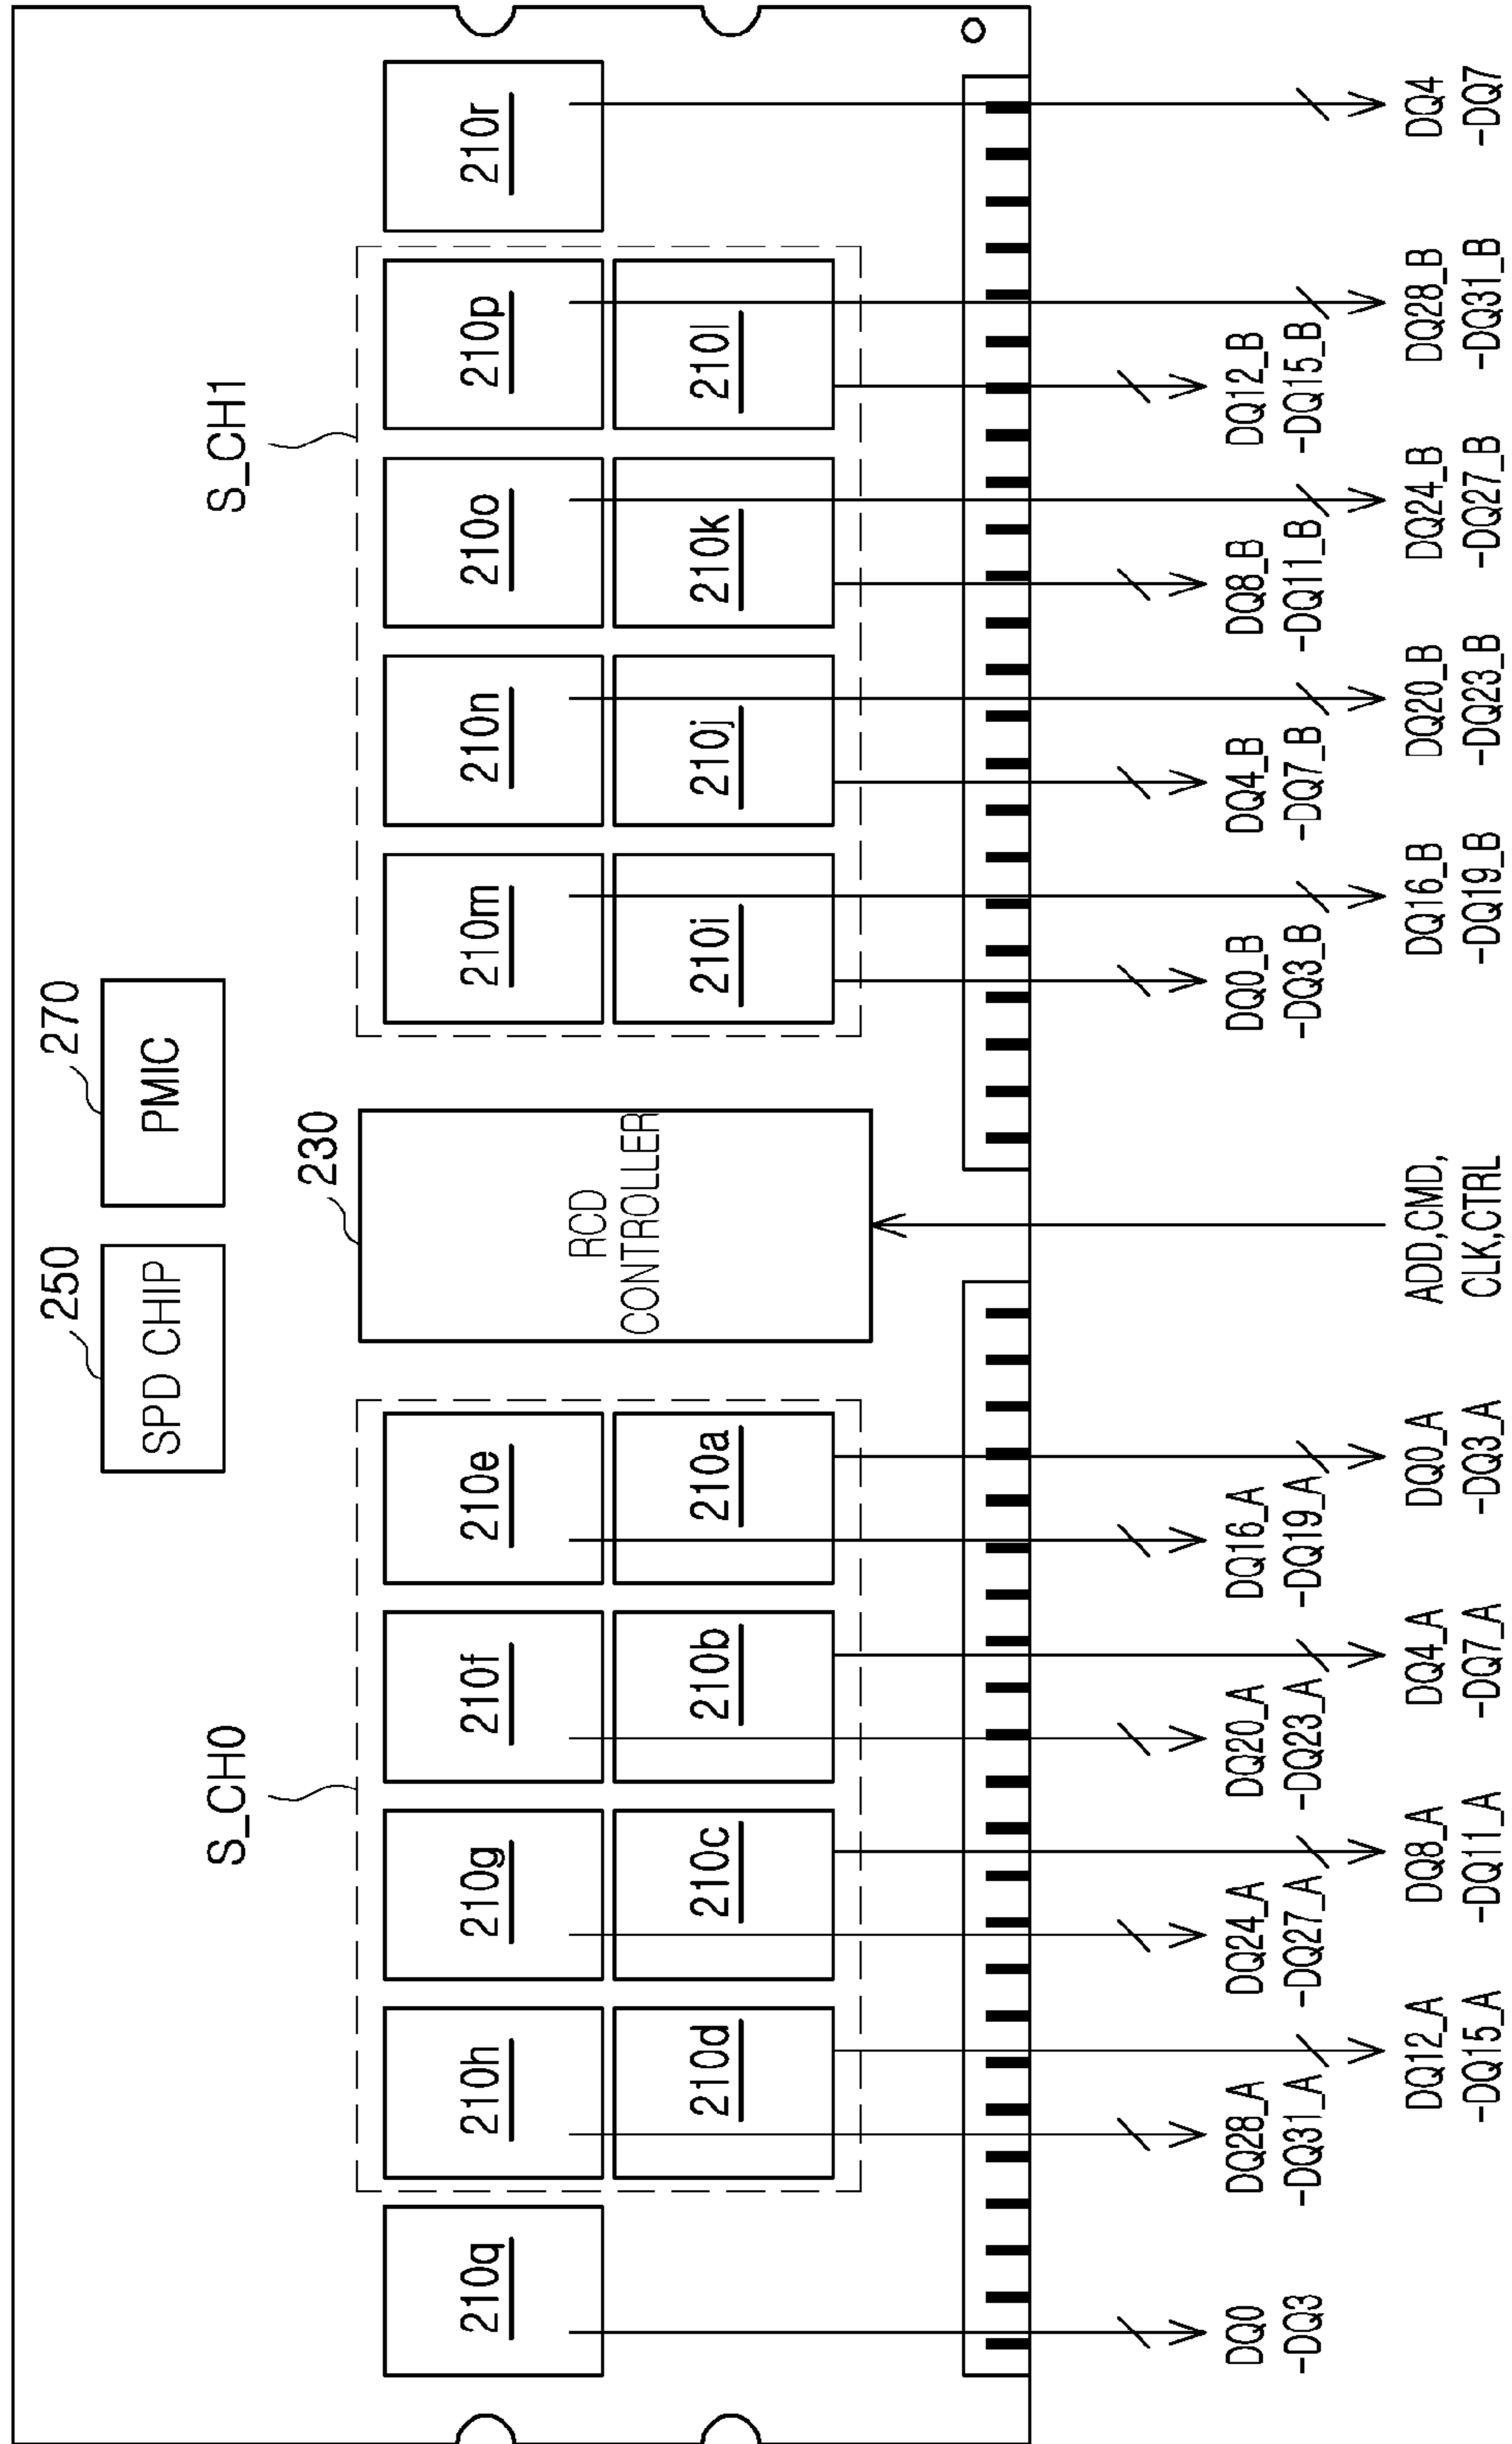 250
270
SPD CHIP
PMIC
S_CH0
S_CH1
230
210q
210h
210g
210f
210e
210m
210n
210o
210p
210r
RCD
CONTROLLER
210d
210c
210b
210a
210i
210j
210k
210l
DQ0
-DQ3
DQ28_A
-DQ31_A
DQ24_A
-DQ27_A
DQ20_A
-DQ23_A
DQ16_A
-DQ19_A
DQ0_B
-DQ3_B
DQ4_B
-DQ7_B
DQ8_B
-DQ11_B
DQ12_B
-DQ15_B
DQ12_A
-DQ15_A
DQ8_A
-DQ11_A
DQ4_A
-DQ7_A
DQ0_A
-DQ3_A
ADD,CMD,
CLK,CTRL
DQ16_B
-DQ19_B
DQ20_B
-DQ23_B
DQ24_B
-DQ27_B
DQ28_B
-DQ31_B
DQ4
-DQ7